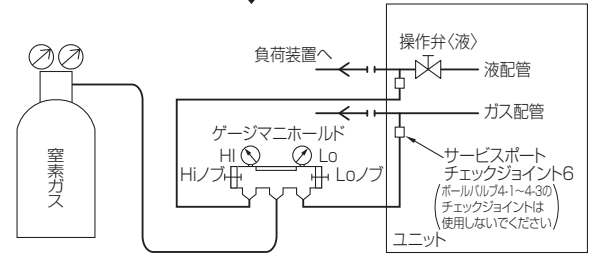 負荷装置へ
操作弁〈液〉
液配管
ガス配管
ゲージマニホールド
HI
Lo
Hiノブ
Loノブ
窒素ガス
サービスポート
チェックジョイント6
(ボールバルブ4-1~4-3の
チェックジョイントは
使用しないでください)
ユニット